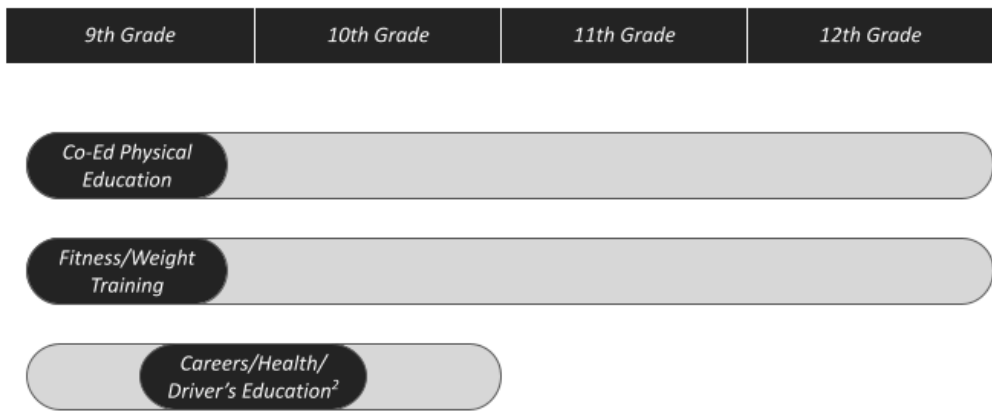 9th Grade 10th Grade 11th Grade 12th Grade
Co-Ed Physical
Education
Fitness/Weight
Training
Careers/Health/
Driver’s Education²